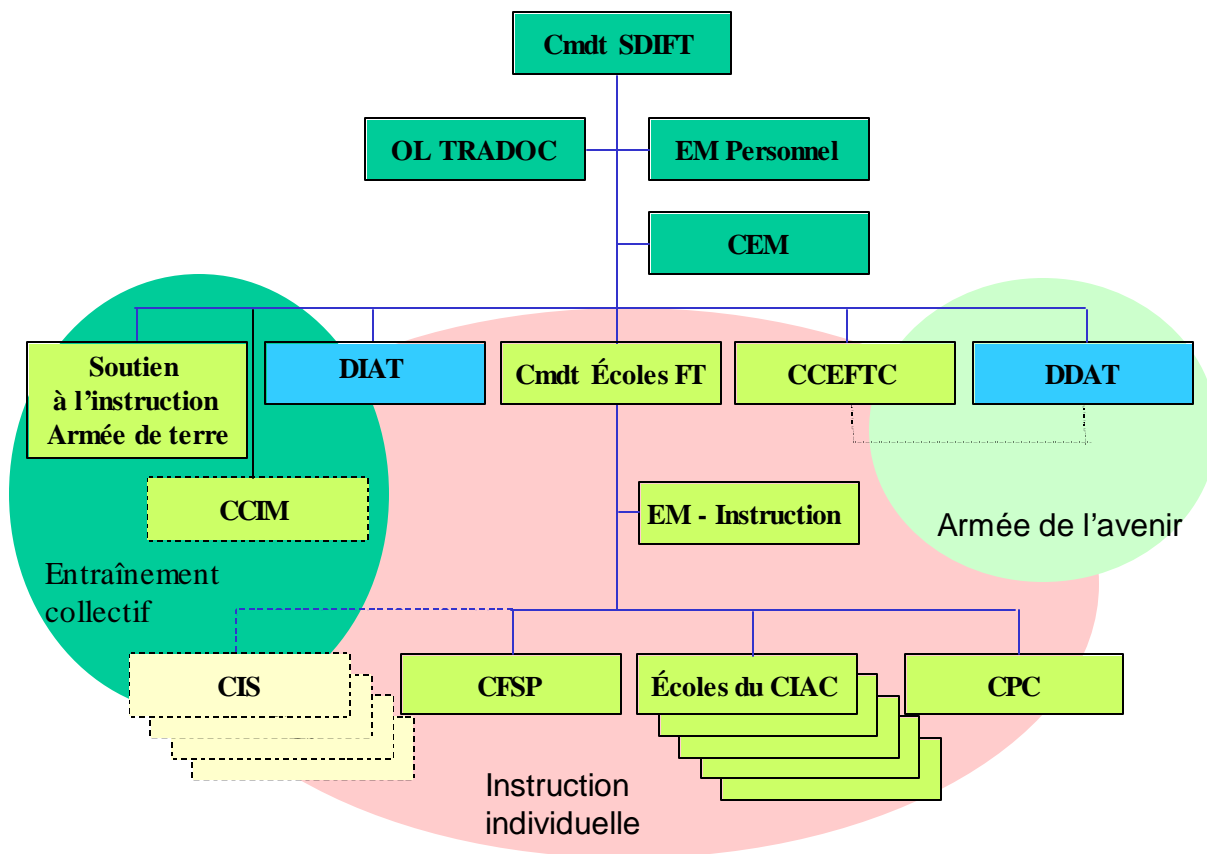 Cmdt SDIFT
OL TRADOC
EM Personnel
CEM
Soutien
à l’instruction
Armée de terre
DIAT
Cmdt Écoles FT
CCEFTC
DDAT
CCIM
EM - Instruction
Armée de l’avenir
Entraînement
collectif
CIS
CFSP
Écoles du CIAC
CPC
Instruction
individuelle